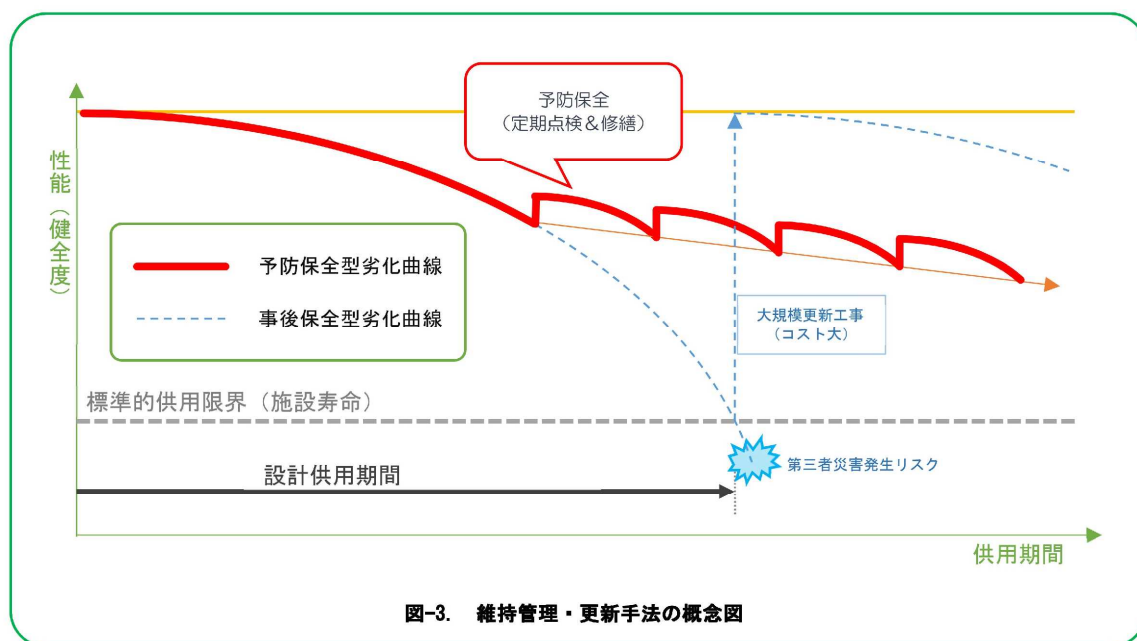 予防保全
（定期点検＆修繕）
性能（健全度）
予防保全型劣化曲線
事後保全型劣化曲線
大規模更新工事
（コスト大）
標準的供用限界（施設寿命）
第三者災害発生リスク
設計供用期間
供用期間
図-3. 維持管理・更新手法の概念図